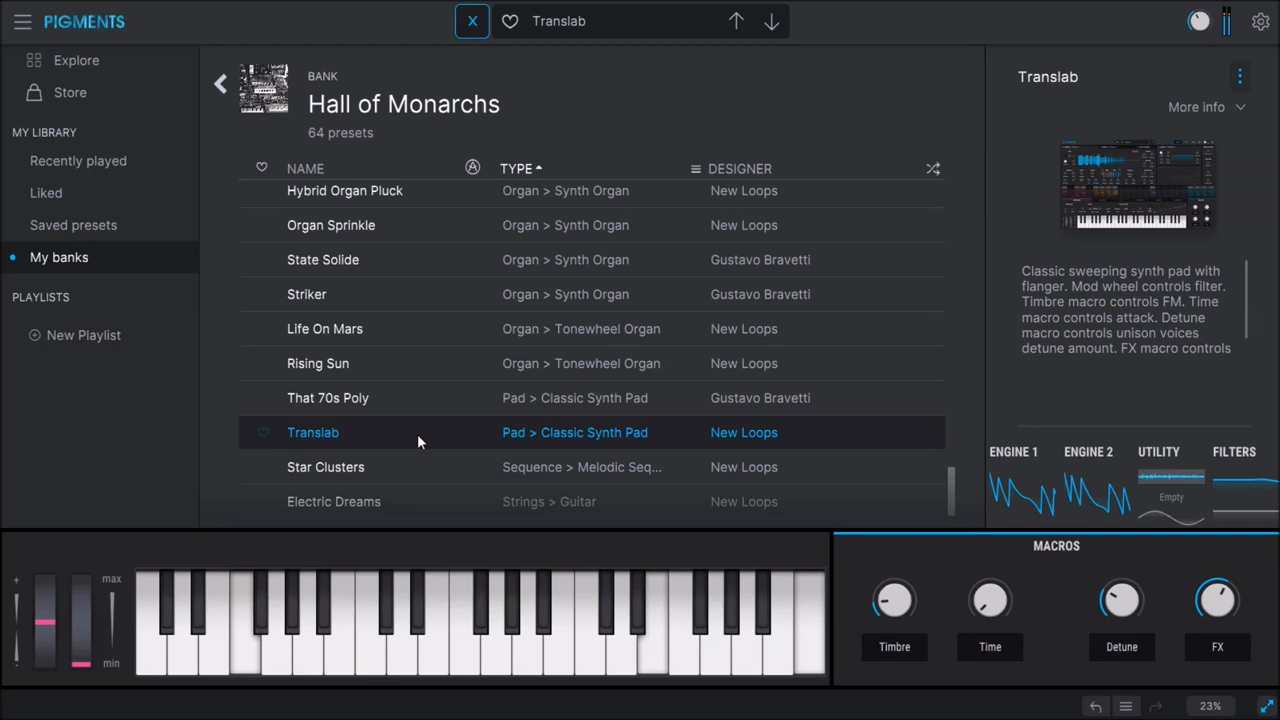 PIGMENTS
X
Translab
Explore
Store
MY LIBRARY
Recently played
Liked
Saved presets
My banks
PLAYLISTS
New Playlist
BANK
Hall of Monarchs
64 presets
NAME TYPE DESIGNER
Hybrid Organ Pluck Organ > Synth Organ New Loops
Organ Sprinkle Organ > Synth Organ New Loops
State Solide Organ > Synth Organ Gustavo Bravetti
Striker Organ > Synth Organ Gustavo Bravetti
Life On Mars Organ > Tonewheel Organ New Loops
Rising Sun Organ > Tonewheel Organ New Loops
That 70s Poly Pad > Classic Synth Pad Gustavo Bravetti
Translab Pad > Classic Synth Pad New Loops
Star Clusters Sequence > Melodic Seq... New Loops
Electric Dreams Strings > Guitar New Loops
Translab
More info
Classic sweeping synth pad with
flanger. Mod wheel controls filter.
Timbre macro controls FM. Time
macro controls attack. Detune
macro controls unison voices
detune amount. FX macro controls
ENGINE 1 ENGINE 2 UTILITY FILTERS
Empty
+ max
- min
MACROS
Timbre Time Detune FX
23%